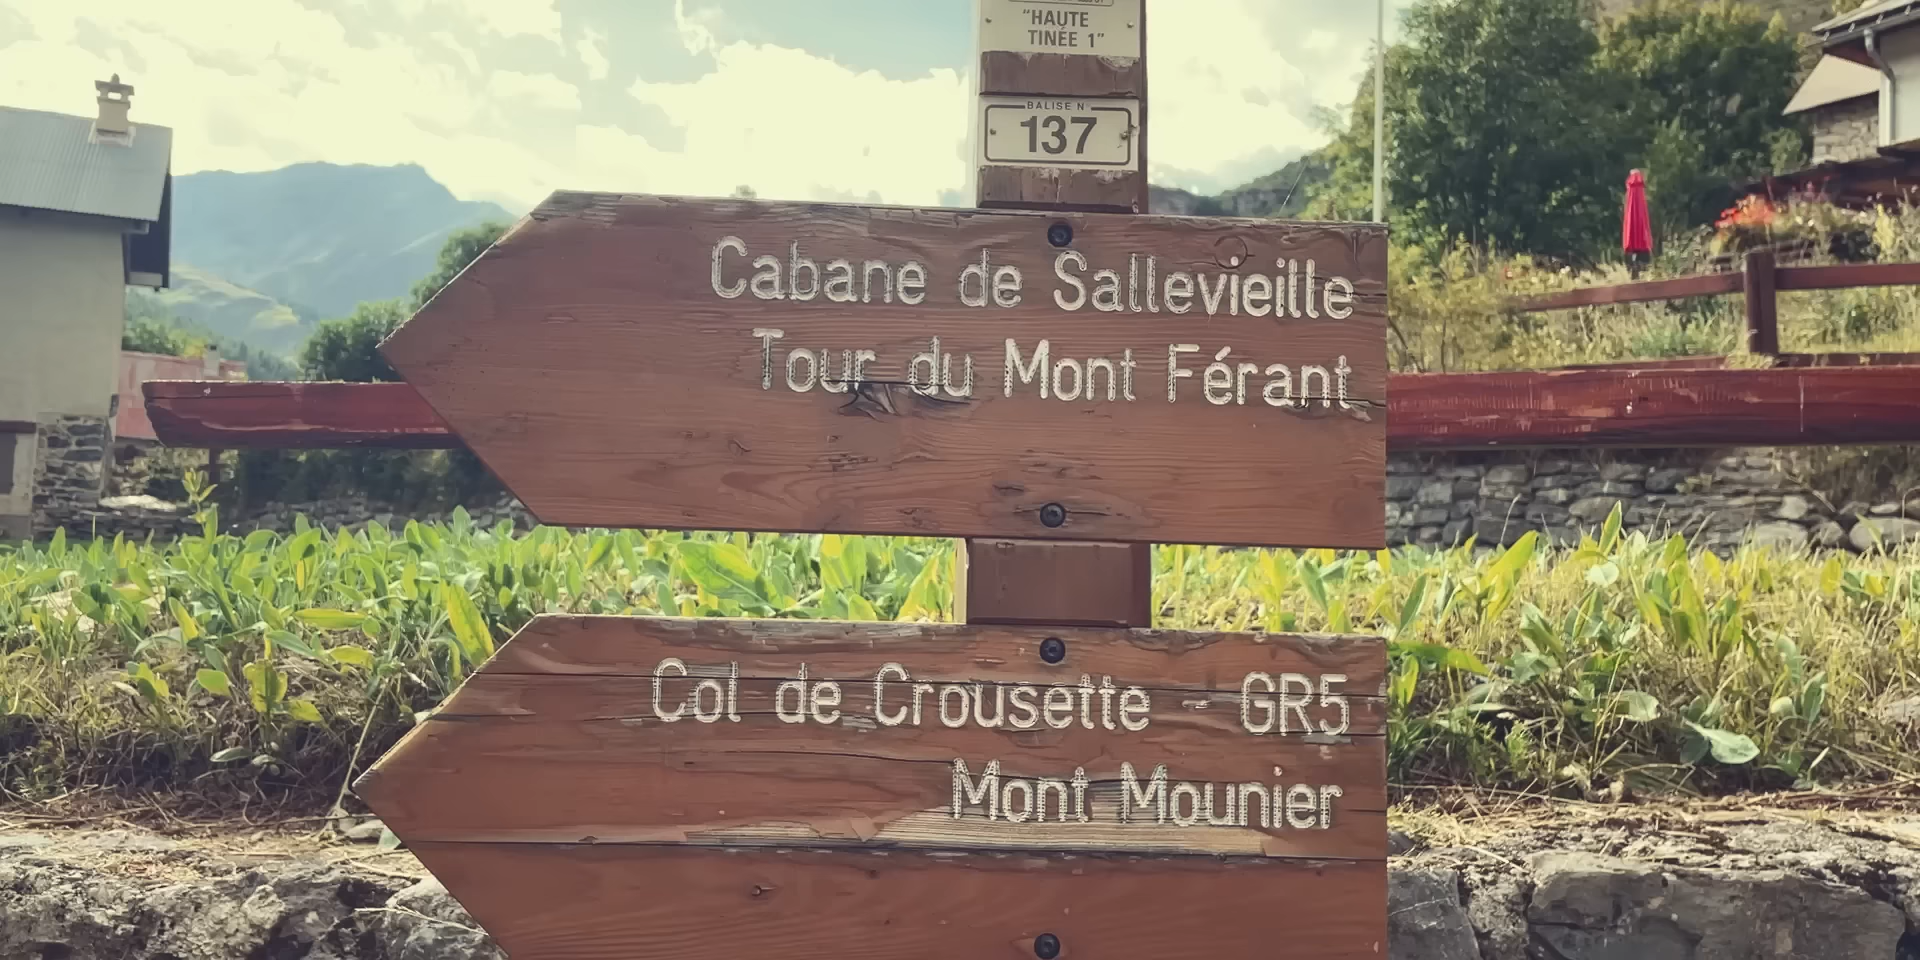 "HAUTE
TINÉE 1"
BALISE N°
137
Cabane de Sallevieille
Tour du Mont Férant
Col de Crousette - GR5
Mont Mounier